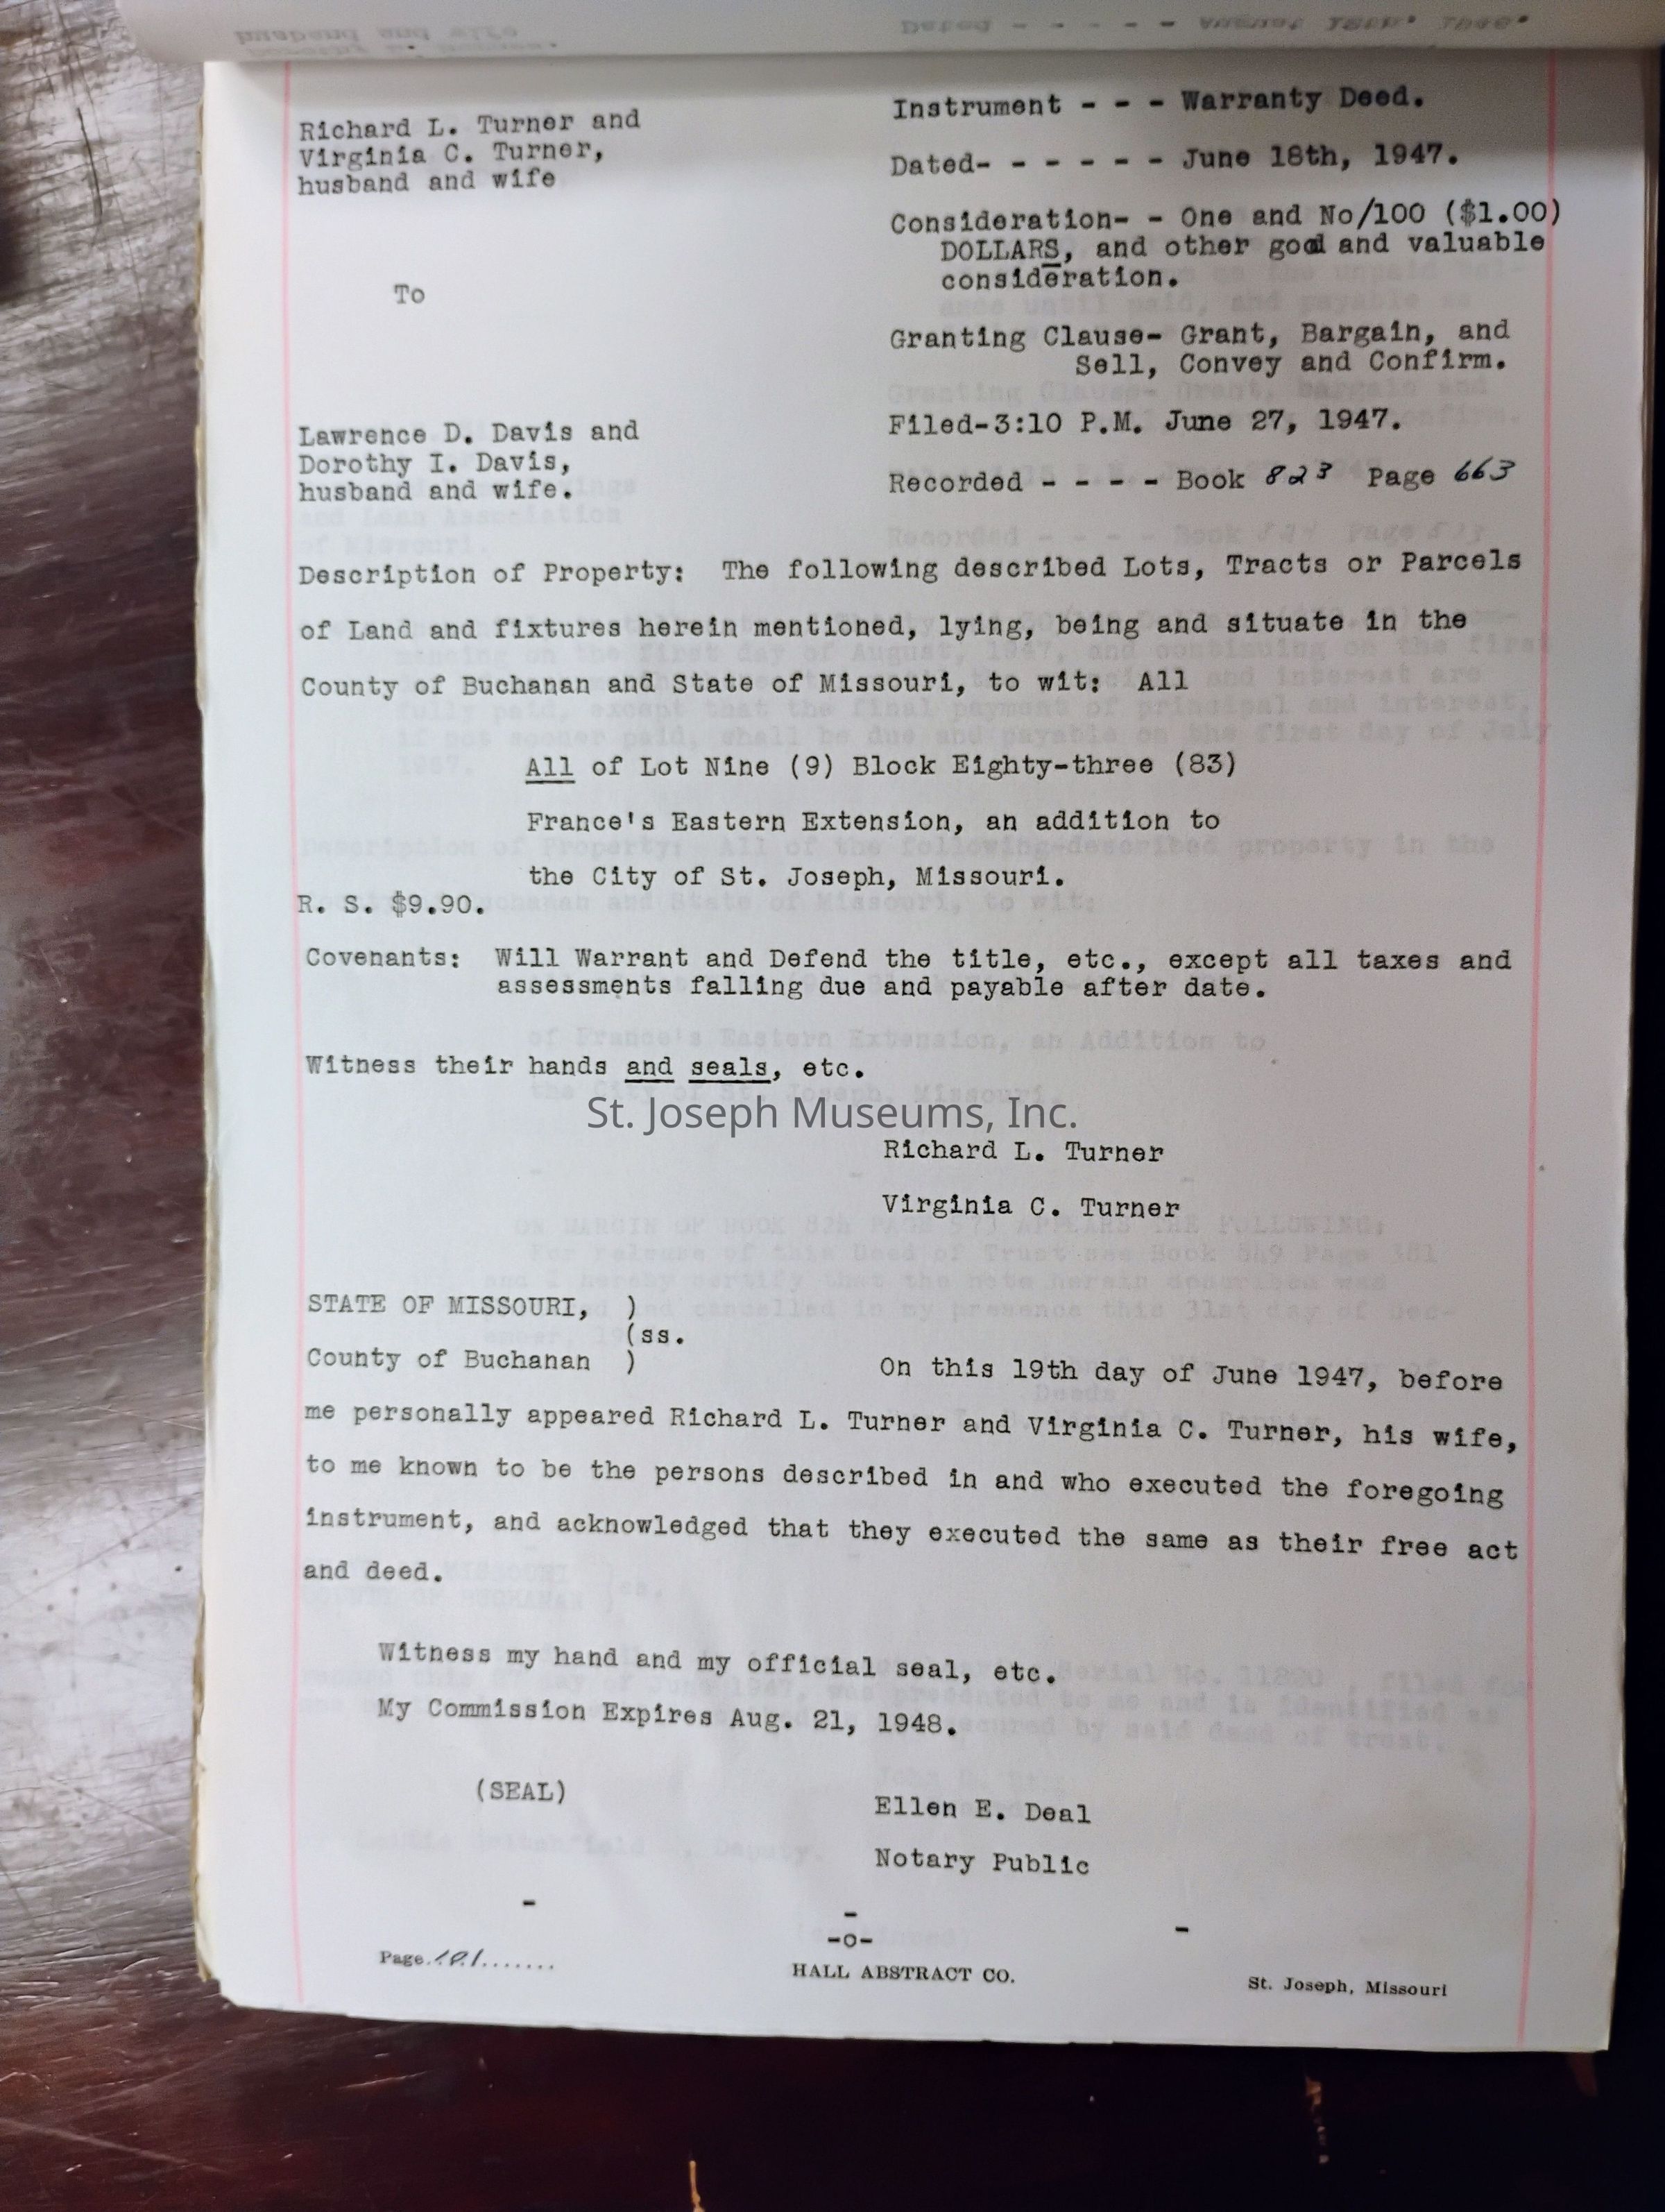 Richard L. Turner and
Virginia C. Turner,
husband and wife
To
Lawrence D. Davis and
Dorothy I. Davis,
husband and wife.
Instrument - - - Warranty Deed.
Dated- - - - - - June 18th, 1947.
Consideration- - One and No/100 ($1.00)
DOLLARS, and other good and valuable
consideration.
Granting Clause- Grant, Bargain, and
Sell, Convey and Confirm.
Filed-3:10 P.M. June 27, 1947.
Recorded - - - - Book 823 Page 663
Description of Property: The following described Lots, Tracts or Parcels
of Land and fixtures herein mentioned, lying, being and situate in the
County of Buchanan and State of Missouri, to wit: All
All of Lot Nine (9) Block Eighty-three (83)
France's Eastern Extension, an addition to
the City of St. Joseph, Missouri.
R. S. $9.90.
Covenants: Will Warrant and Defend the title, etc., except all taxes and
assessments falling due and payable after date.
Witness their hands and seals, etc.
St. Joseph Museums, Inc.
Richard L. Turner
Virginia C. Turner
STATE OF MISSOURI, )
(ss.
County of Buchanan )
On this 19th day of June 1947, before
me personally appeared Richard L. Turner and Virginia C. Turner, his wife,
to me known to be the persons described in and who executed the foregoing
instrument, and acknowledged that they executed the same as their free act
and deed.
Witness my hand and my official seal, etc.
My Commission Expires Aug. 21, 1948.
(SEAL)
Ellen E. Deal
Notary Public
- - -
-o-
Page 101.......
HALL ABSTRACT CO.
St. Joseph, Missouri